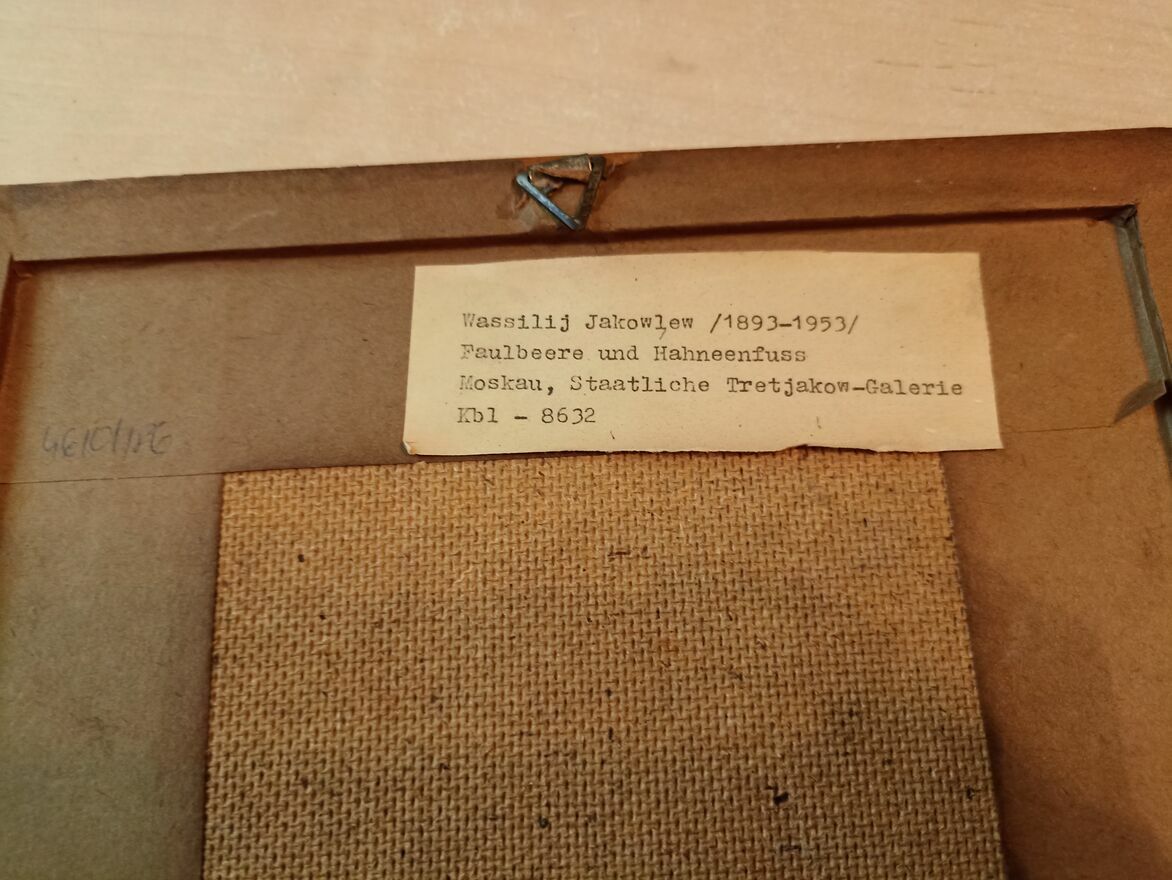 Wassilij Jakowlew /1893-1953/
Faulbeere und Hahneenfuss
Moskau, Staatliche Tretjakow-Galerie
Kbl - 8632